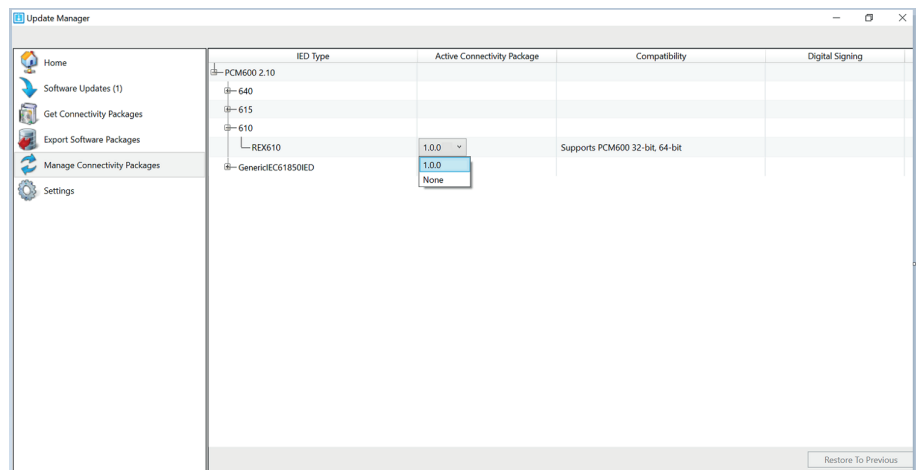 Update Manager
Home
Software Updates (1)
Get Connectivity Packages
Export Software Packages
Manage Connectivity Packages
Settings
IED Type Active Connectivity Package Compatibility Digital Signing
PCM600 2.10
640
615
610
REX610 1.0.0 Supports PCM600 32-bit, 64-bit
1.0.0
None
GenericIEC61850IED
Restore To Previous